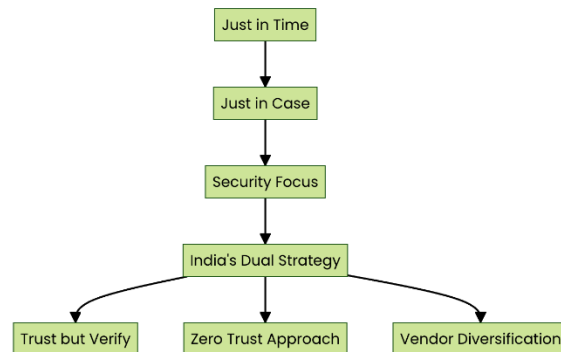 Just in Time
Just in Case
Security Focus
India's Dual Strategy
Trust but Verify
Zero Trust Approach
Vendor Diversification